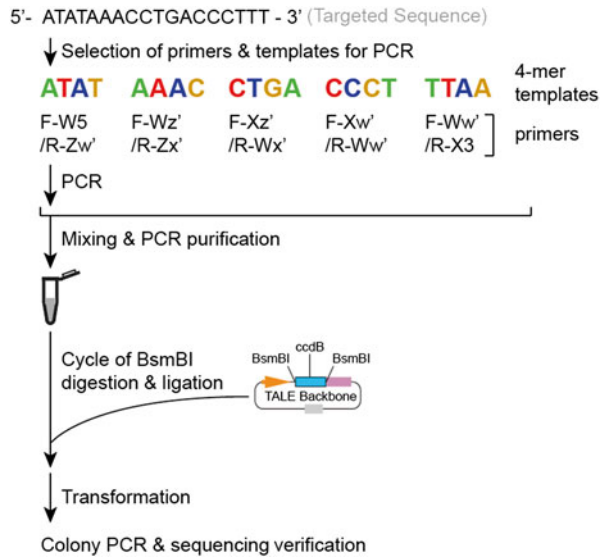 5'- ATATAAACCTGACCCTTT - 3' (Targeted Sequence)
Selection of primers & templates for PCR
ATAT AAAC CTGA CCCT TTAA 4-mer templates
F-W5 F-Wz' F-Xz' F-Xw' F-Ww'
/R-Zw' /R-Zx' /R-Wx' /R-Ww' /R-X3
primers
PCR
Mixing & PCR purification
Cycle of BsmBI
digestion & ligation
ccdB
BsmBI BsmBI
TALE Backbone
Transformation
Colony PCR & sequencing verification